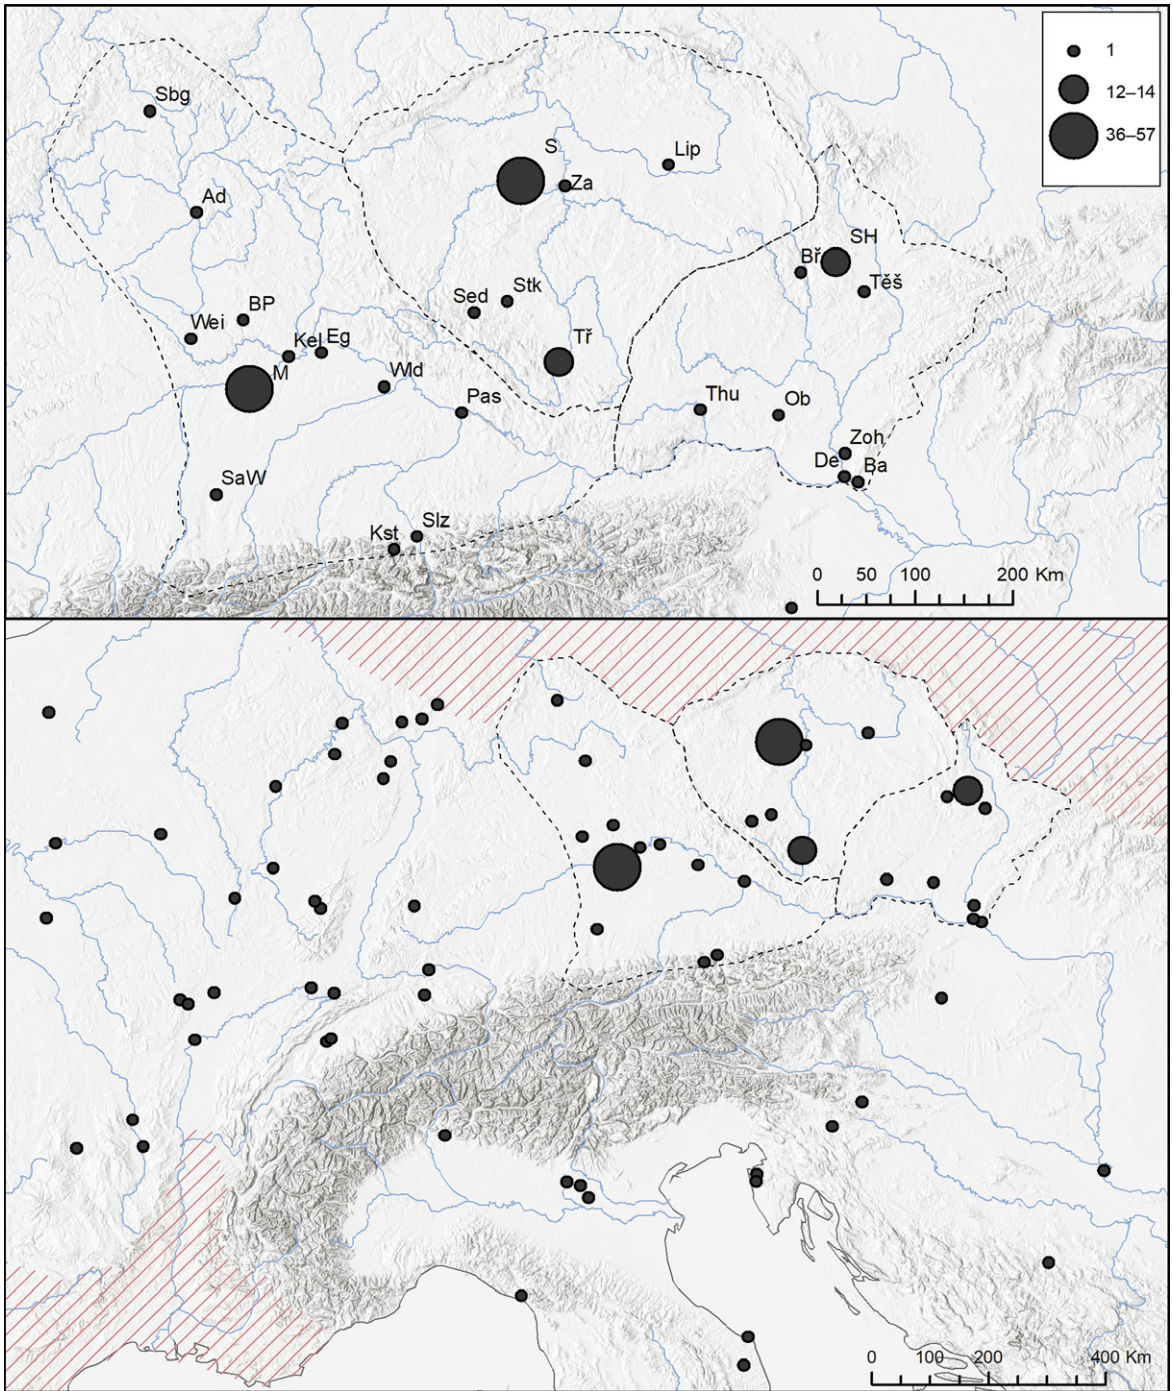 1
12–14
36–57
Sbg
S
Lip
Za
Ad
SH
Bř
Těš
BP
Sed
Stk
Wei
Kel
Eg
Tř
M
Wld
Pas
Thu
Ob
Zoh
De
Ba
SaW
Kst
Slz
0 50 100 200 Km
0 100 200 400 Km